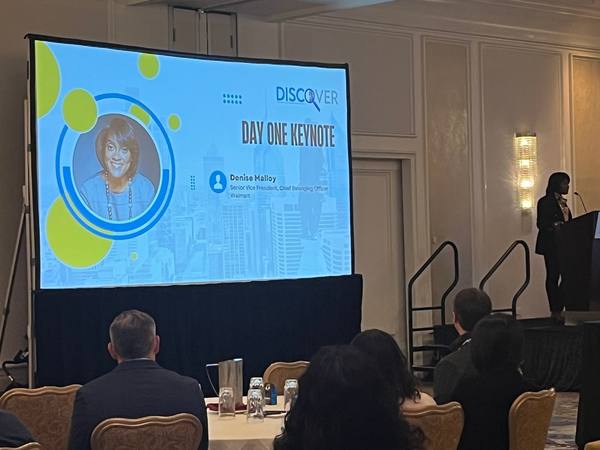 DISCOVER
DAY ONE KEYNOTE
Denise Malloy
Senior Vice President, Chief Belonging Officer
Walmart